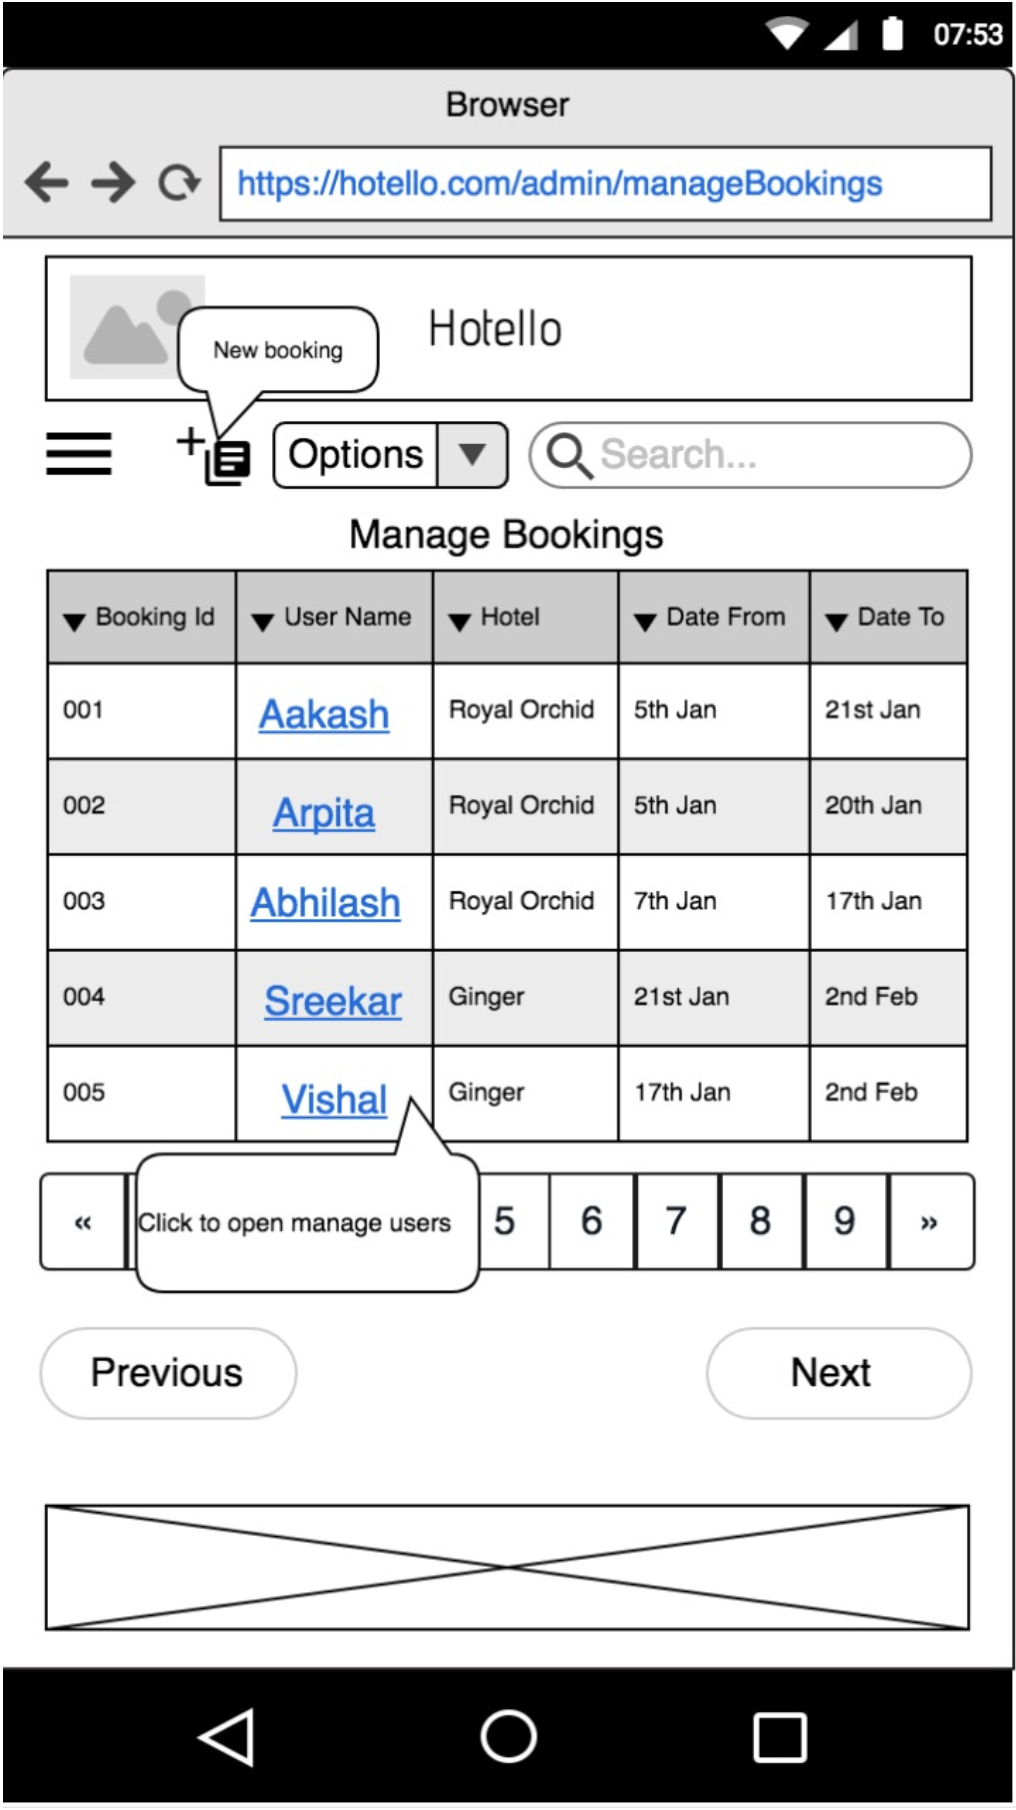 07:53
Browser
https://hotello.com/admin/manageBookings
Hotello
New booking
Options
Search...
Manage Bookings
Booking Id User Name Hotel Date From Date To
001 Aakash Royal Orchid 5th Jan 21st Jan
002 Arpita Royal Orchid 5th Jan 20th Jan
003 Abhilash Royal Orchid 7th Jan 17th Jan
004 Sreekar Ginger 21st Jan 2nd Feb
005 Vishal Ginger 17th Jan 2nd Feb
« Click to open manage users 5 6 7 8 9 »
Previous Next